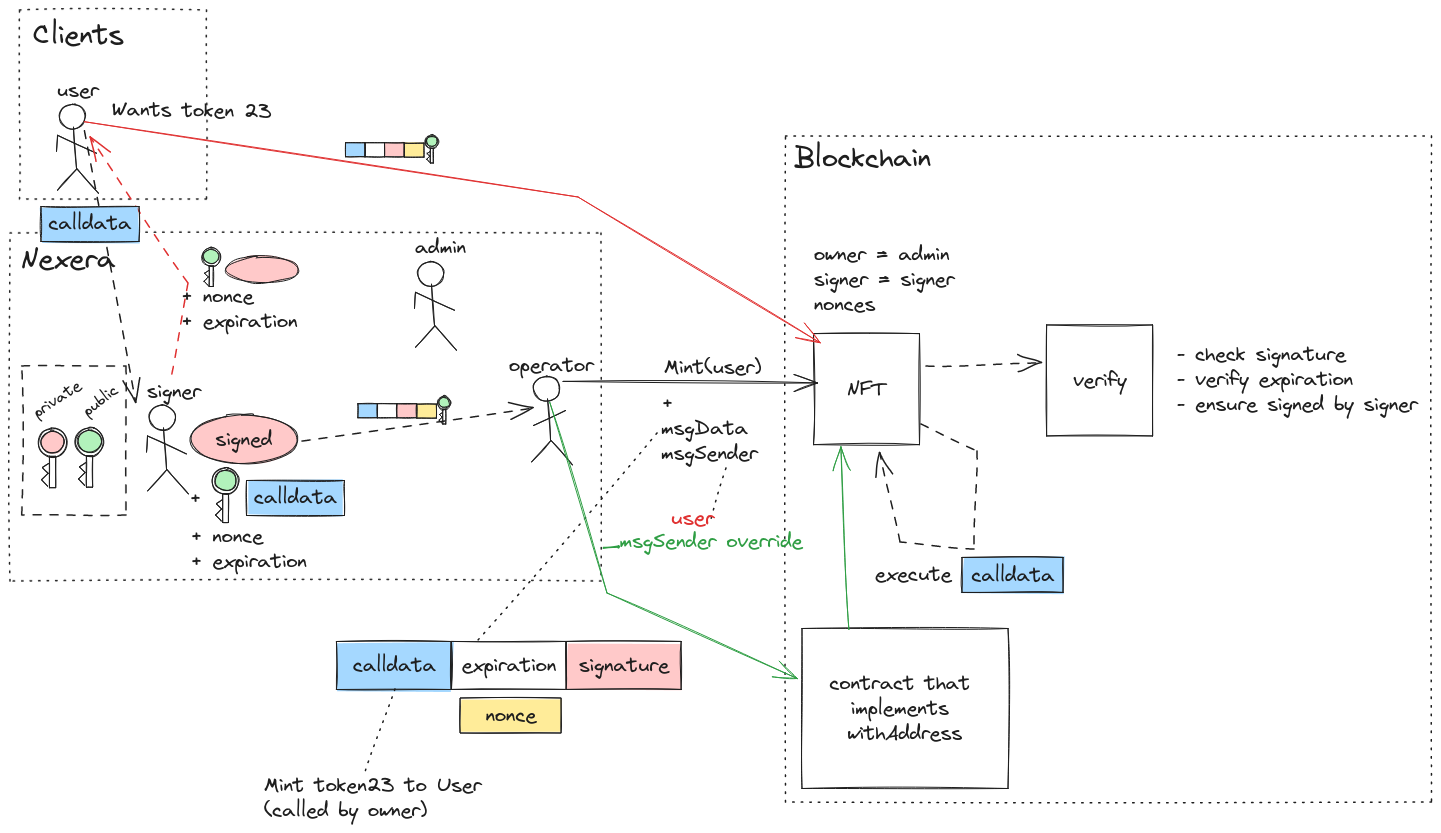 Clients
user
Wants token 23
calldata
Nexera
+ nonce
+ expiration
admin
private
public
signer
signed
+
calldata
+ nonce
+ expiration
operator
Mint(user)
+
msgData
msgSender
user
_msgSender override
calldata
expiration
signature
nonce
Mint token23 to User
(called by owner)
Blockchain
owner = admin
signer = signer
nonces
NFT
verify
- check signature
- verify expiration
- ensure signed by signer
execute
calldata
contract that
implements
withAddress